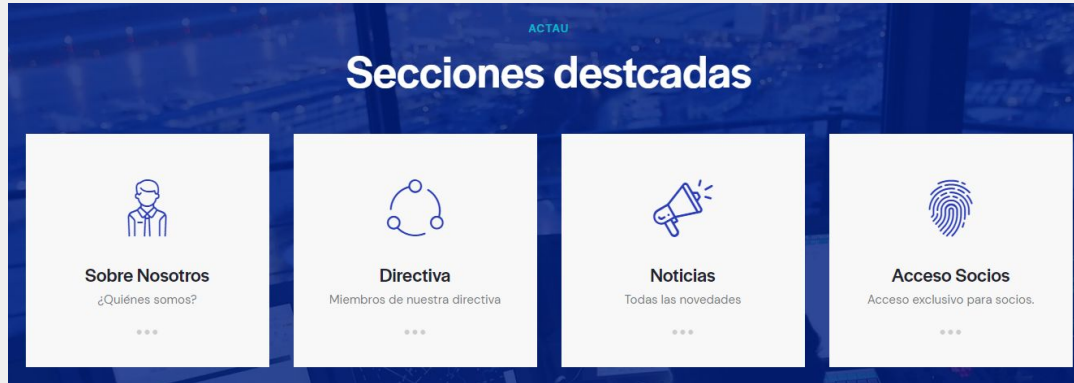 ACTAU
Secciones destcadas
Sobre Nosotros
¿Quiénes somos?
Directiva
Miembros de nuestra directiva
Noticias
Todas las novedades
Acceso Socios
Acceso exclusivo para socios.